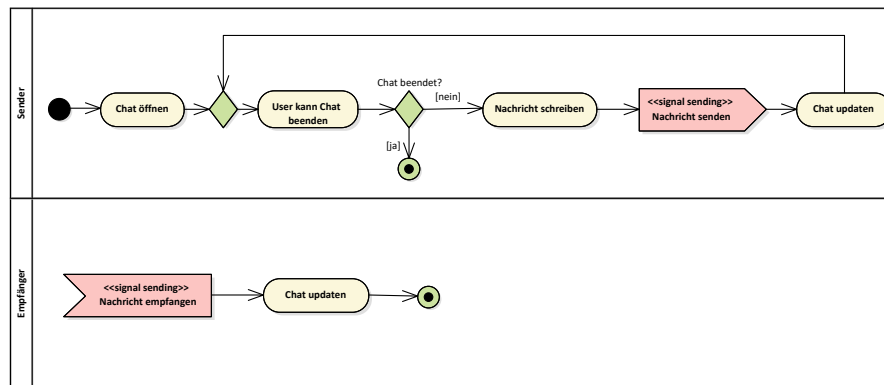 Sender
Chat öffnen
User kann Chat
beenden
Chat beendet?
[nein]
[ja]
Nachricht schreiben
<<signal sending>>
Nachricht senden
Chat updaten
Empfänger
<<signal sending>>
Nachricht empfangen
Chat updaten